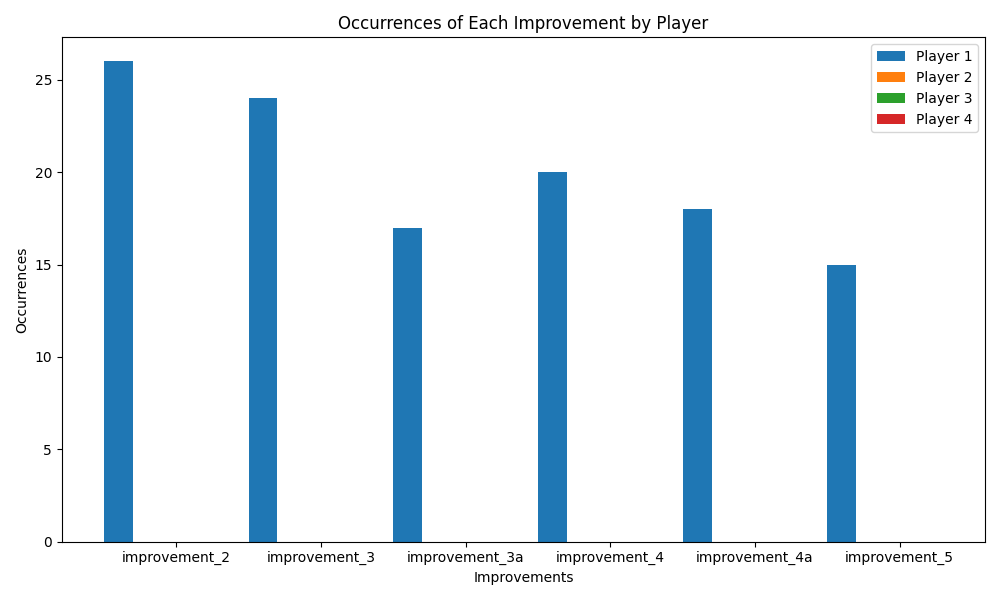 Occurrences of Each Improvement by Player
Player 1
Player 2
Player 3
Player 4
Occurrences
25
20
15
10
5
0
improvement_2 improvement_3 improvement_3a improvement_4 improvement_4a improvement_5
Improvements